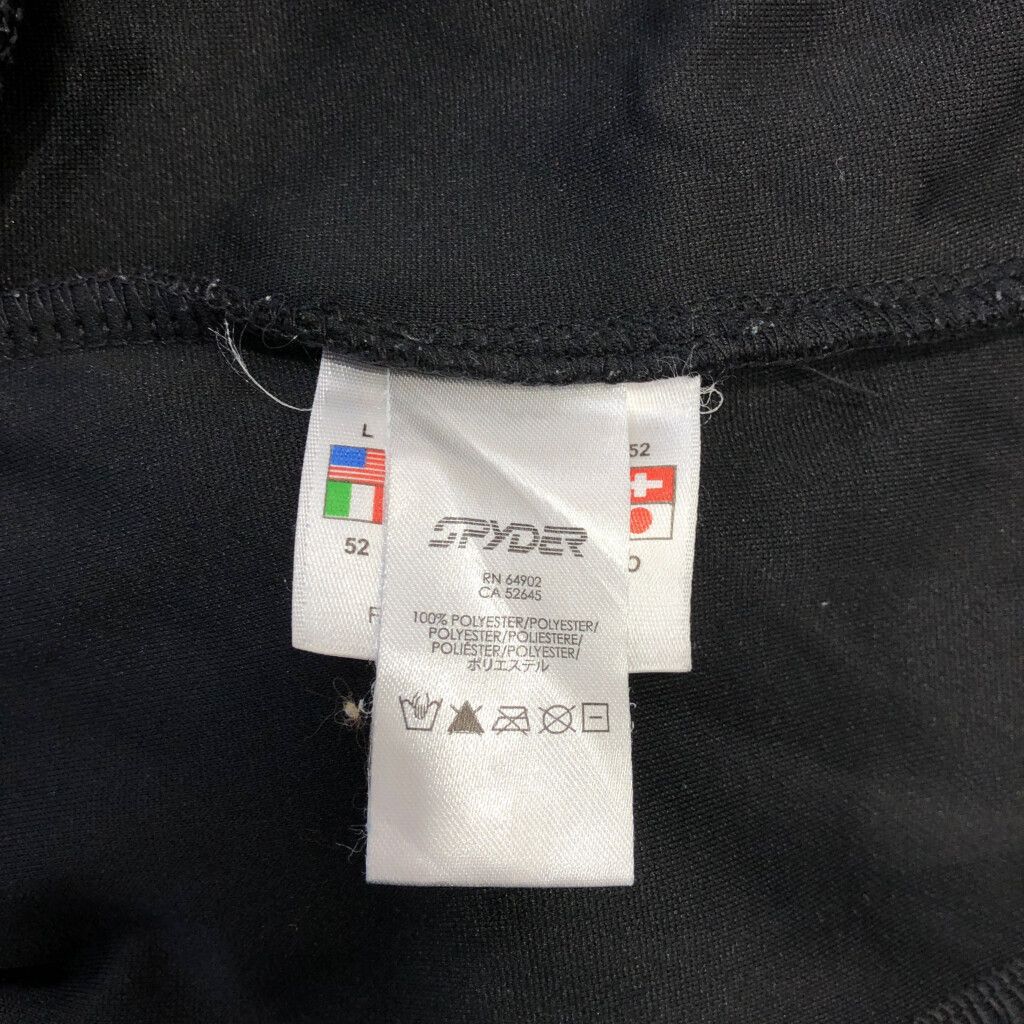 L
52
52
O
F
SPYDER
RN 64902
CA 52645
100% POLYESTER/POLYESTER/
POLYESTER/POLIESTERE/
POLIÉSTER/POLYESTER/
ポリエステル